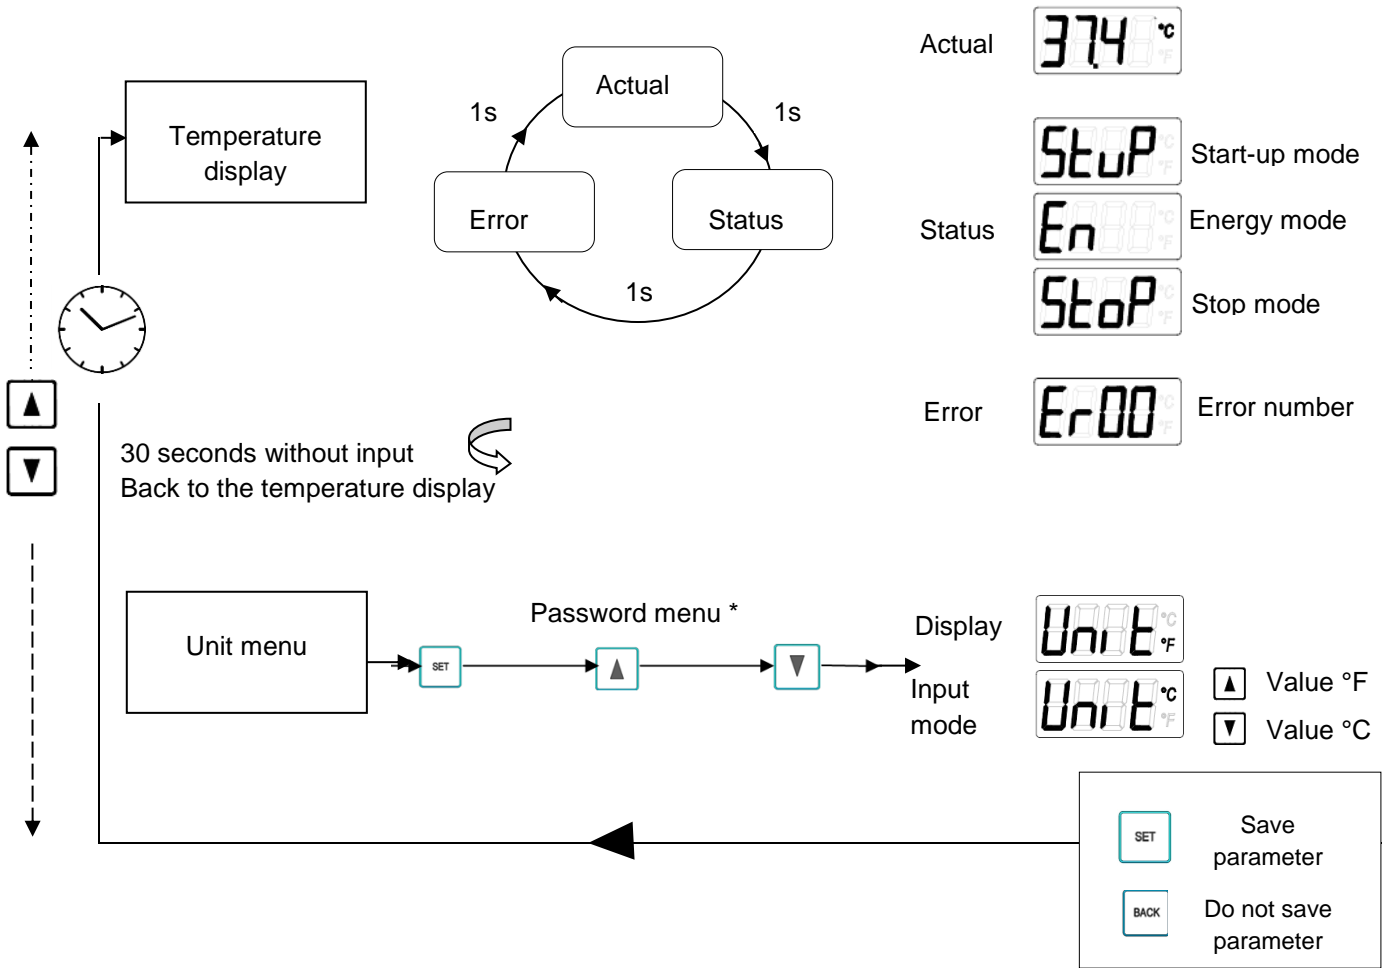 Actual
37.4 °C
°F
Temperature
display
Actual
1s
1s
Error
Status
1s
Status
StuP °C
°F
Start-up mode
En °C
°F
Energy mode
StoP °C
°F
Stop mode
Error
Er00 °C
°F
Error number
30 seconds without input
Back to the temperature display
Unit menu
Password menu *
SET
Display
Unit °C
°F
Input
mode
Unit °C
°F
Value °F
Value °C
SET
Save
parameter
BACK
Do not save
parameter